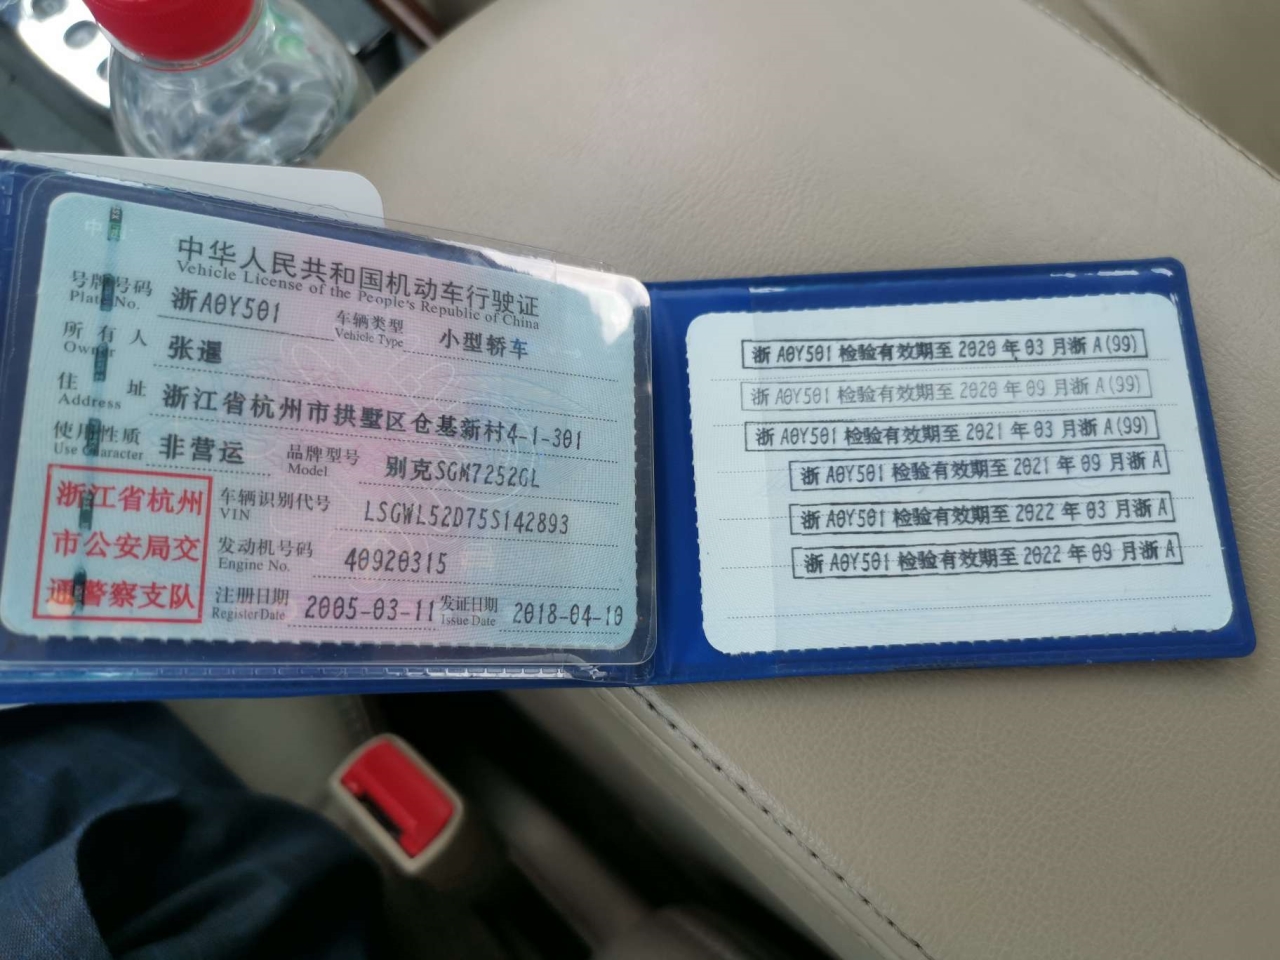 中华人民共和国机动车行驶证
Vehicle License of the People's Republic of China
号牌号码 浙A0Y501 车辆类型 小型轿车
Plate No. Vehicle Type
所有人 张暹
Owner
住址 浙江省杭州市拱墅区仓基新村4-1-301
Address
使用性质 非营运 品牌型号 别克SGM7252GL
Use Character Model
浙江省杭州
市公安局交
通警察支队
车辆识别代号 LSGWL52D75S142893
VIN
发动机号码 40920315
Engine No.
注册日期 2005-03-11 发证日期 2018-04-10
Register Date Issue Date
浙A0Y501 检验有效期至 2020 年 03 月浙 A(99)
浙A0Y501 检验有效期至 2020 年 09 月浙 A(99)
浙A0Y501 检验有效期至 2021 年 03 月浙 A(99)
浙A0Y501 检验有效期至 2021 年 09 月浙 A
浙A0Y501 检验有效期至 2022 年 03 月浙 A
浙A0Y501 检验有效期至 2022 年 09 月浙 A